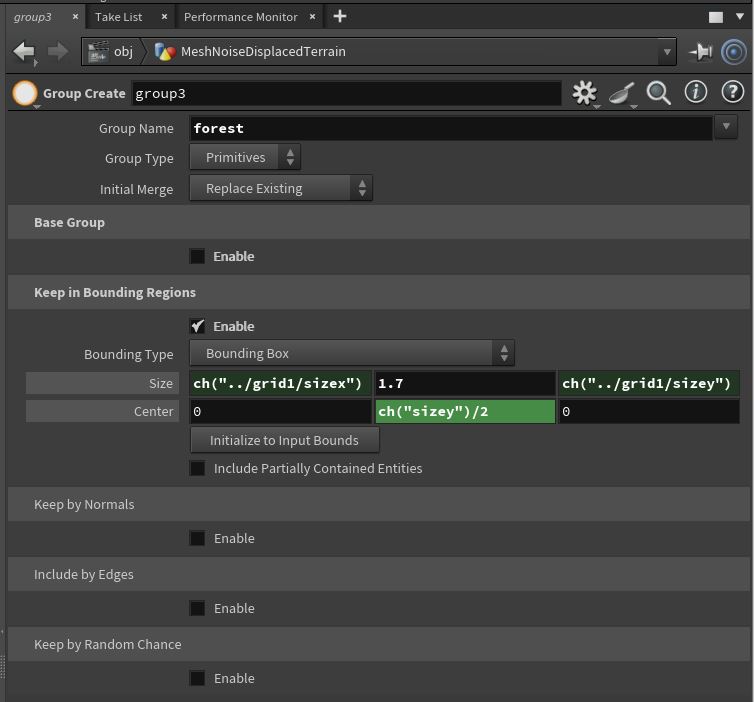 group3 × Take List × Performance Monitor × +
obj MeshNoiseDisplacedTerrain
Group Create group3
Group Name forest
Group Type Primitives
Initial Merge Replace Existing
Base Group
Enable
Keep in Bounding Regions
Enable
Bounding Type Bounding Box
Size ch("../grid1/sizex") 1.7 ch("../grid1/sizey")
Center 0 ch("sizey")/2 0
Initialize to Input Bounds
Include Partially Contained Entities
Keep by Normals
Enable
Include by Edges
Enable
Keep by Random Chance
Enable